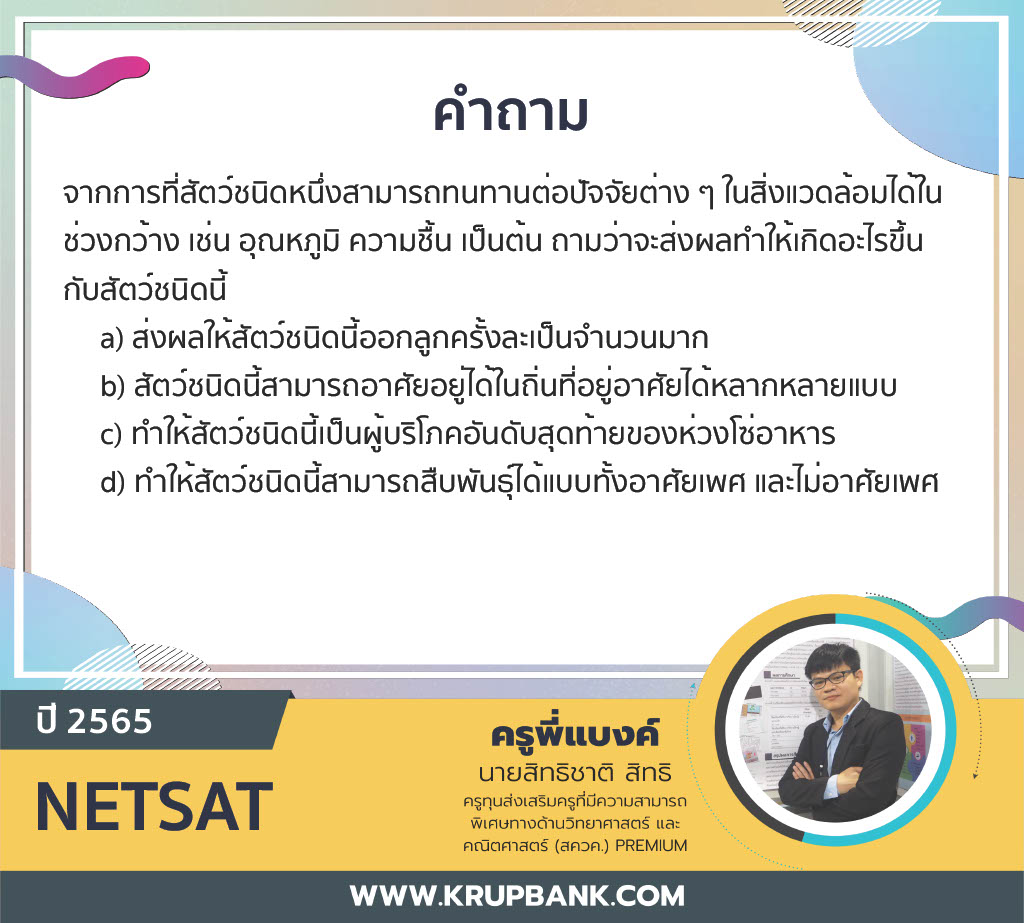 คำถาม
จากการที่สัตว์ชนิดหนึ่งสามารถทนทานต่อปัจจัยต่าง ๆ ในสิ่งแวดล้อมได้ใน
ช่วงกว้าง เช่น อุณหภูมิ ความชื้น เป็นต้น ถามว่าจะส่งผลทำให้เกิดอะไรขึ้น
กับสัตว์ชนิดนี้
a) ส่งผลให้สัตว์ชนิดนี้ออกลูกครั้งละเป็นจำนวนมาก
b) สัตว์ชนิดนี้สามารถอาศัยอยู่ได้ในถิ่นที่อยู่อาศัยได้หลากหลายแบบ
c) ทำให้สัตว์ชนิดนี้เป็นผู้บริโภคอันดับสุดท้ายของห่วงโซ่อาหาร
d) ทำให้สัตว์ชนิดนี้สามารถสืบพันธุ์ได้แบบทั้งอาศัยเพศ และไม่อาศัยเพศ
ปี 2565
NETSAT
ครูพี่แบงค์
นายสิทธิชาติ สิทธิ
ครูทุนส่งเสริมครูที่มีความสามารถ
พิเศษทางด้านวิทยาศาสตร์ และ
คณิตศาสตร์ (สควค.) PREMIUM
WWW.KRUPBANK.COM